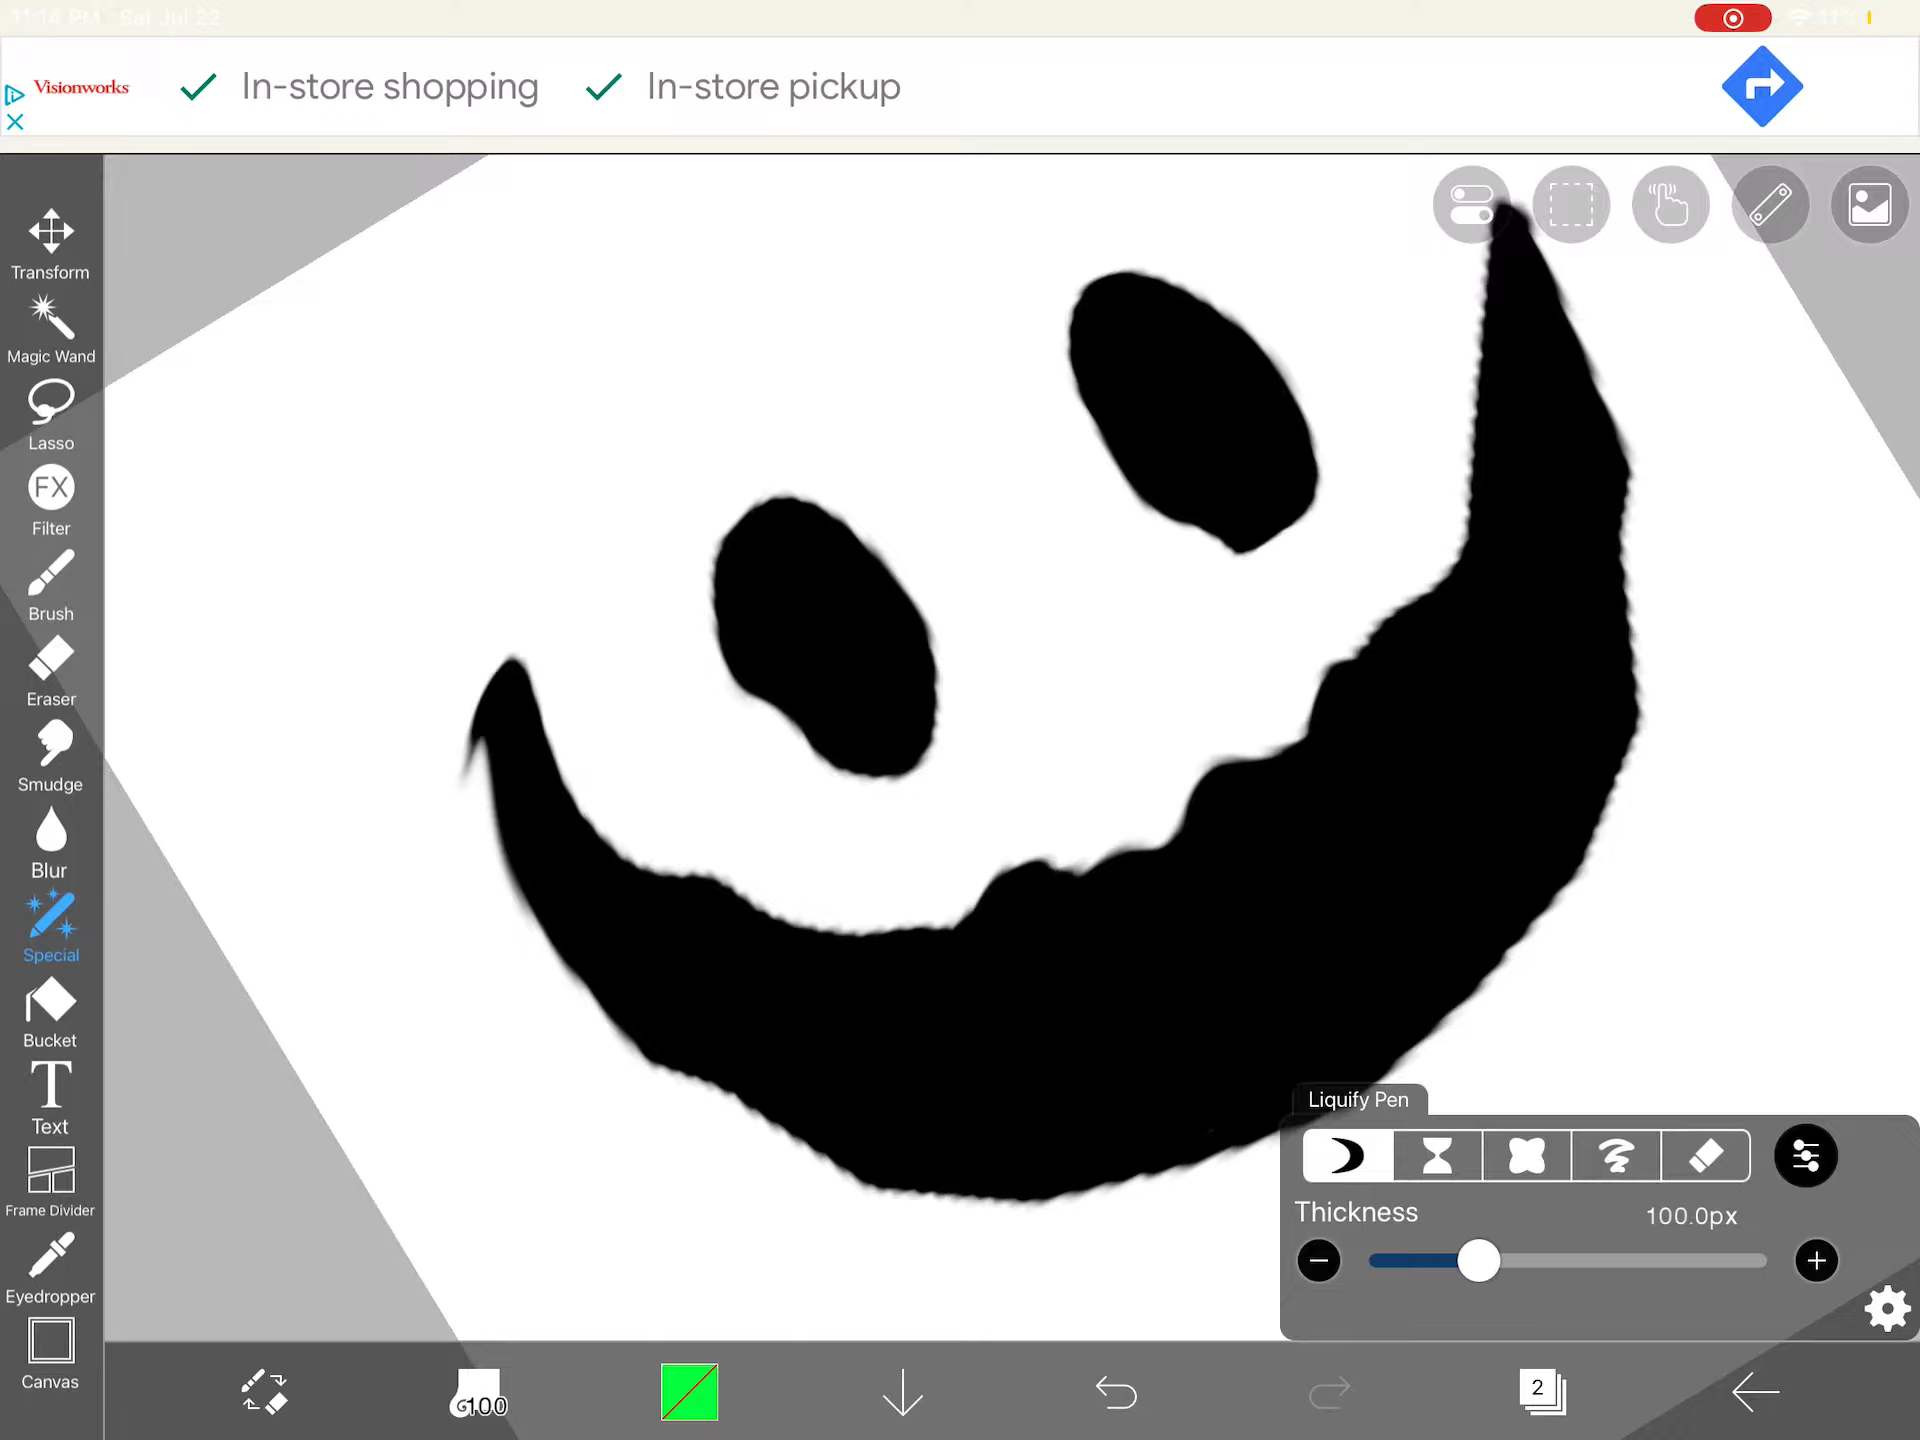 11:14 PM Sat Jul 22
Visionworks
In-store shopping
In-store pickup
Transform
Magic Wand
Lasso
FX
Filter
Brush
Eraser
Smudge
Blur
Special
Bucket
T
Text
Frame Divider
Eyedropper
Canvas
Liquify Pen
Thickness
100.0px
100
2